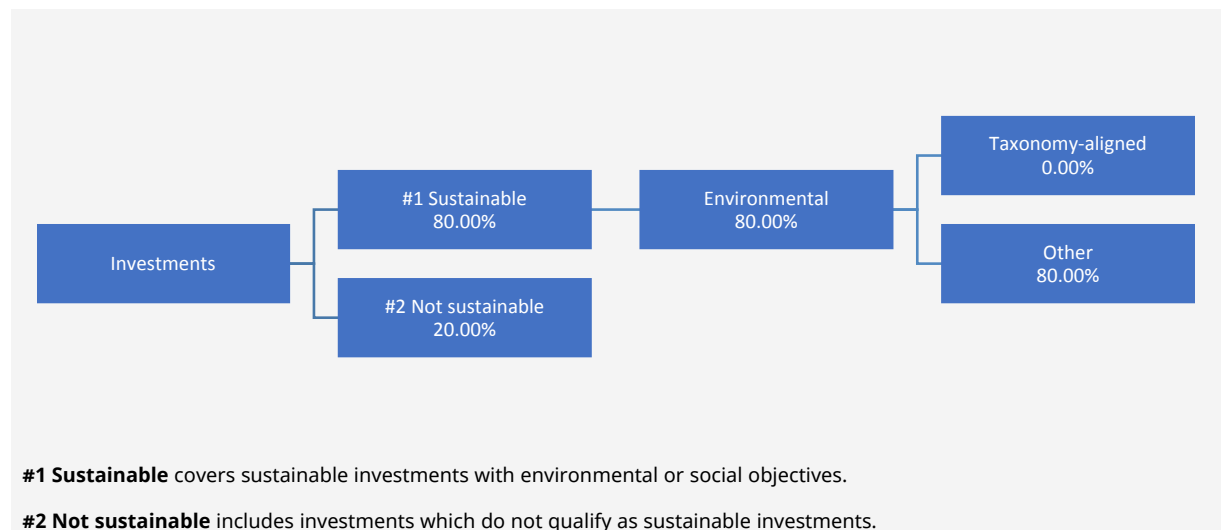 Investments
#1 Sustainable
80.00%
#2 Not sustainable
20.00%
Environmental
80.00%
Taxonomy-aligned
0.00%
Other
80.00%
#1 Sustainable covers sustainable investments with environmental or social objectives.
#2 Not sustainable includes investments which do not qualify as sustainable investments.